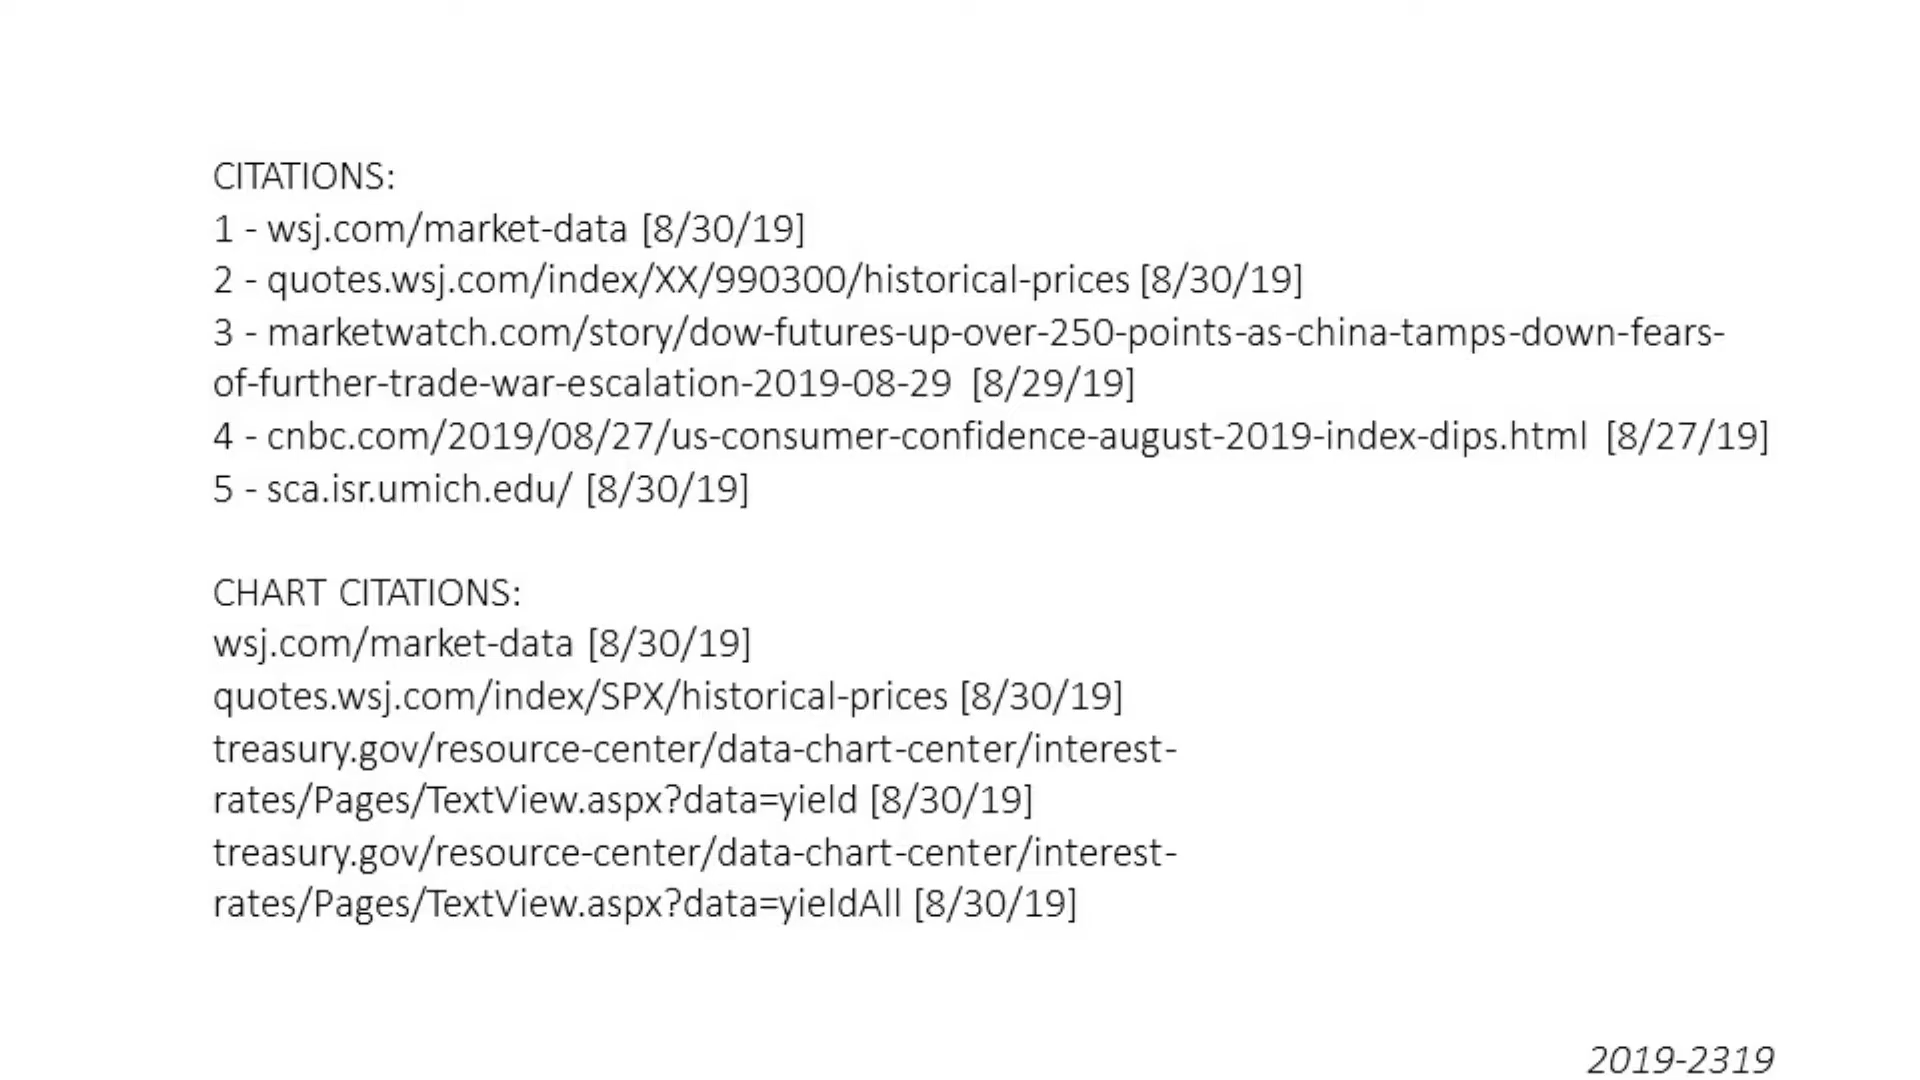 CITATIONS:
1 - wsj.com/market-data [8/30/19]
2 - quotes.wsj.com/index/XX/990300/historical-prices [8/30/19]
3 - marketwatch.com/story/dow-futures-up-over-250-points-as-china-tamps-down-fears-
of-further-trade-war-escalation-2019-08-29 [8/29/19]
4 - cnbc.com/2019/08/27/us-consumer-confidence-august-2019-index-dips.html [8/27/19]
5 - sca.isr.umich.edu/ [8/30/19]
CHART CITATIONS:
wsj.com/market-data [8/30/19]
quotes.wsj.com/index/SPX/historical-prices [8/30/19]
treasury.gov/resource-center/data-chart-center/interest-
rates/Pages/TextView.aspx?data=yield [8/30/19]
treasury.gov/resource-center/data-chart-center/interest-
rates/Pages/TextView.aspx?data=yieldAll [8/30/19]
2019-2319